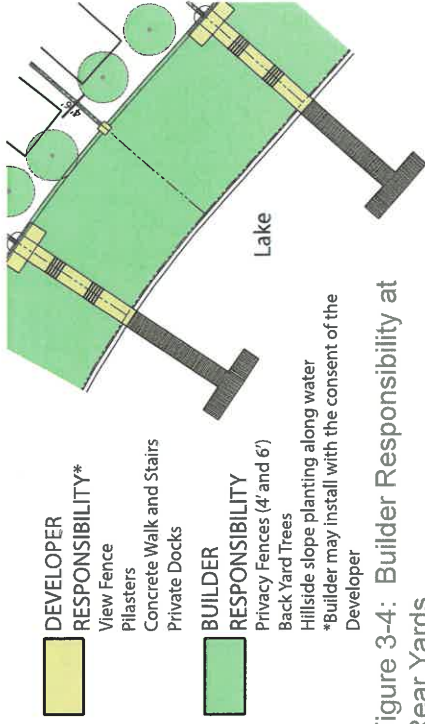 DEVELOPER
RESPONSIBILITY*
View Fence
Pilasters
Concrete Walk and Stairs
Private Docks
BUILDER
RESPONSIBILITY
Privacy Fences (4' and 6')
Back Yard Trees
Hillside slope planting along water
*Builder may install with the consent of the
Developer
Lake
igure 3-4: Builder Responsibility at
Rear Yards